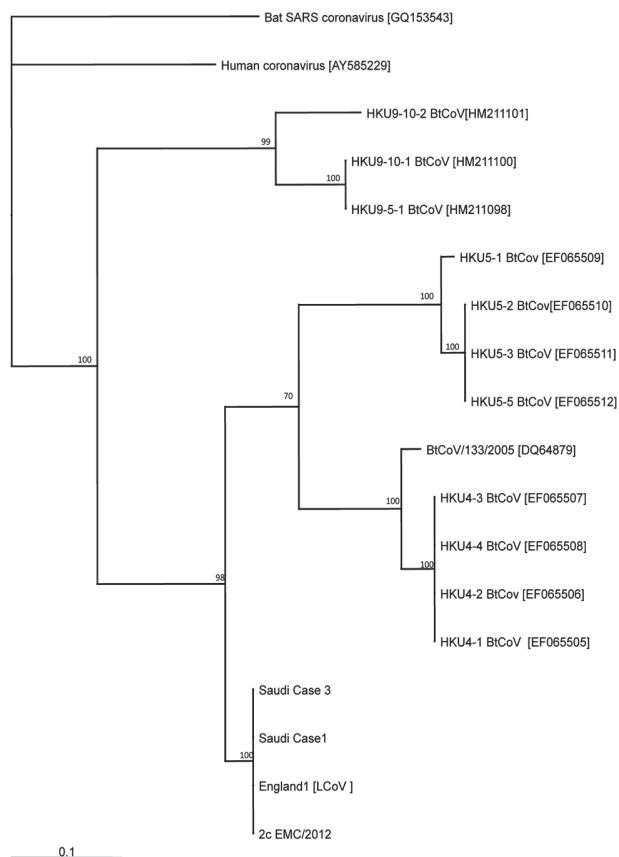 Bat SARS coronavirus [GQ153543]
Human coronavirus [AY585229]
HKU9-10-2 BtCoV[HM211101]
99
HKU9-10-1 BtCoV [HM211100]
100
HKU9-5-1 BtCoV [HM211098]
HKU5-1 BtCov [EF065509]
100
HKU5-2 BtCov[EF065510]
100
HKU5-3 BtCoV [EF065511]
100
HKU5-5 BtCoV [EF065512]
70
BtCoV/133/2005 [DQ64879]
100
HKU4-3 BtCoV [EF065507]
HKU4-4 BtCoV [EF065508]
100
98
HKU4-2 BtCov [EF065506]
HKU4-1 BtCoV [EF065505]
Saudi Case 3
Saudi Case1
100
England1 [LCoV ]
2c EMC/2012
0.1